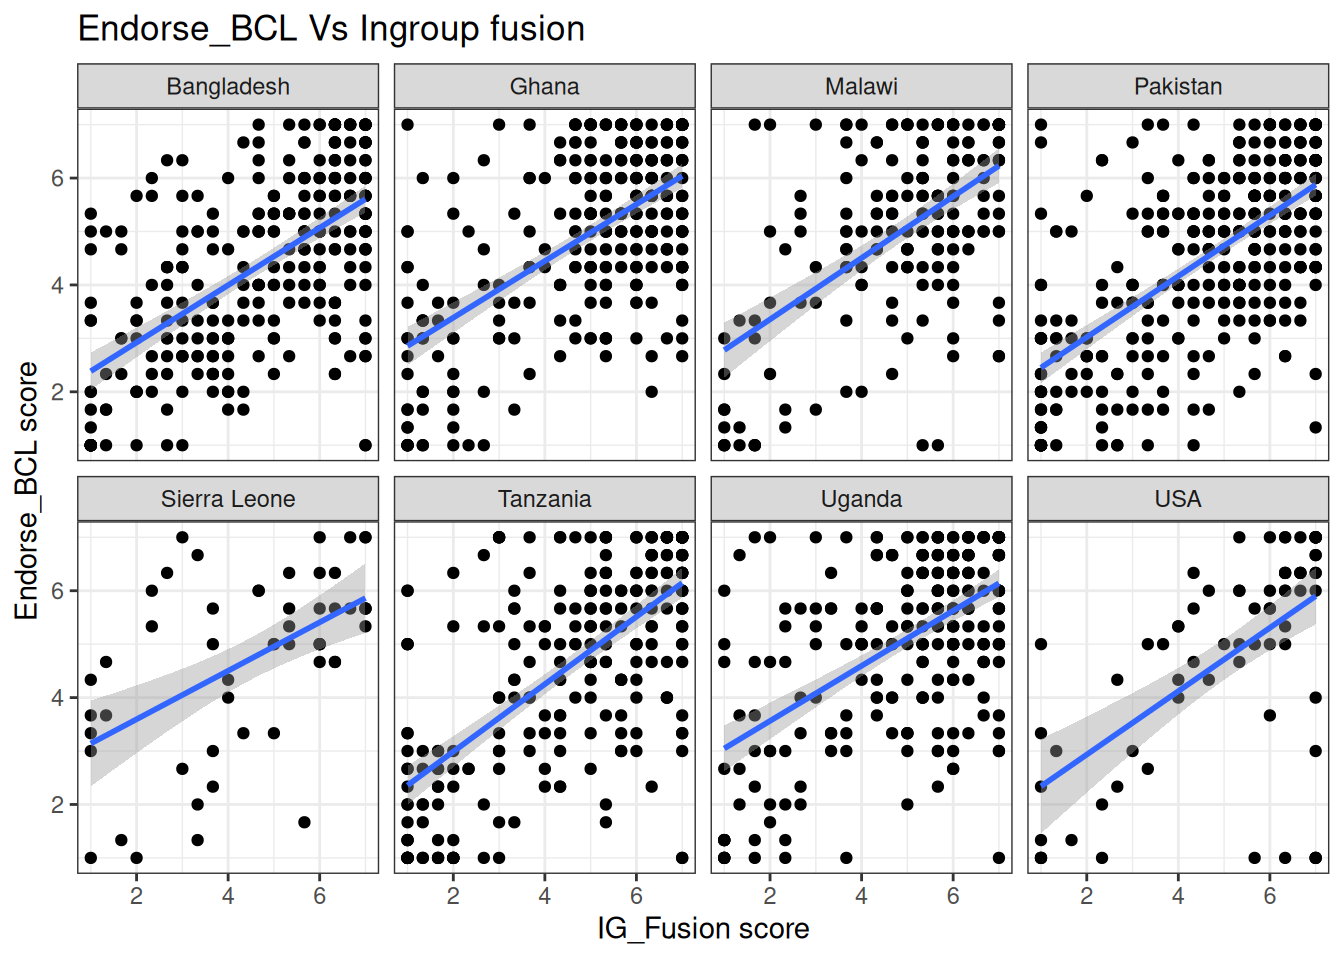 Endorse_BCL Vs Ingroup fusion
Bangladesh Ghana Malawi Pakistan
6
4
2
Sierra Leone Tanzania Uganda USA
6
4
2
2 4 6 2 4 6 2 4 6 2 4 6
IG_Fusion score
Endorse_BCL score